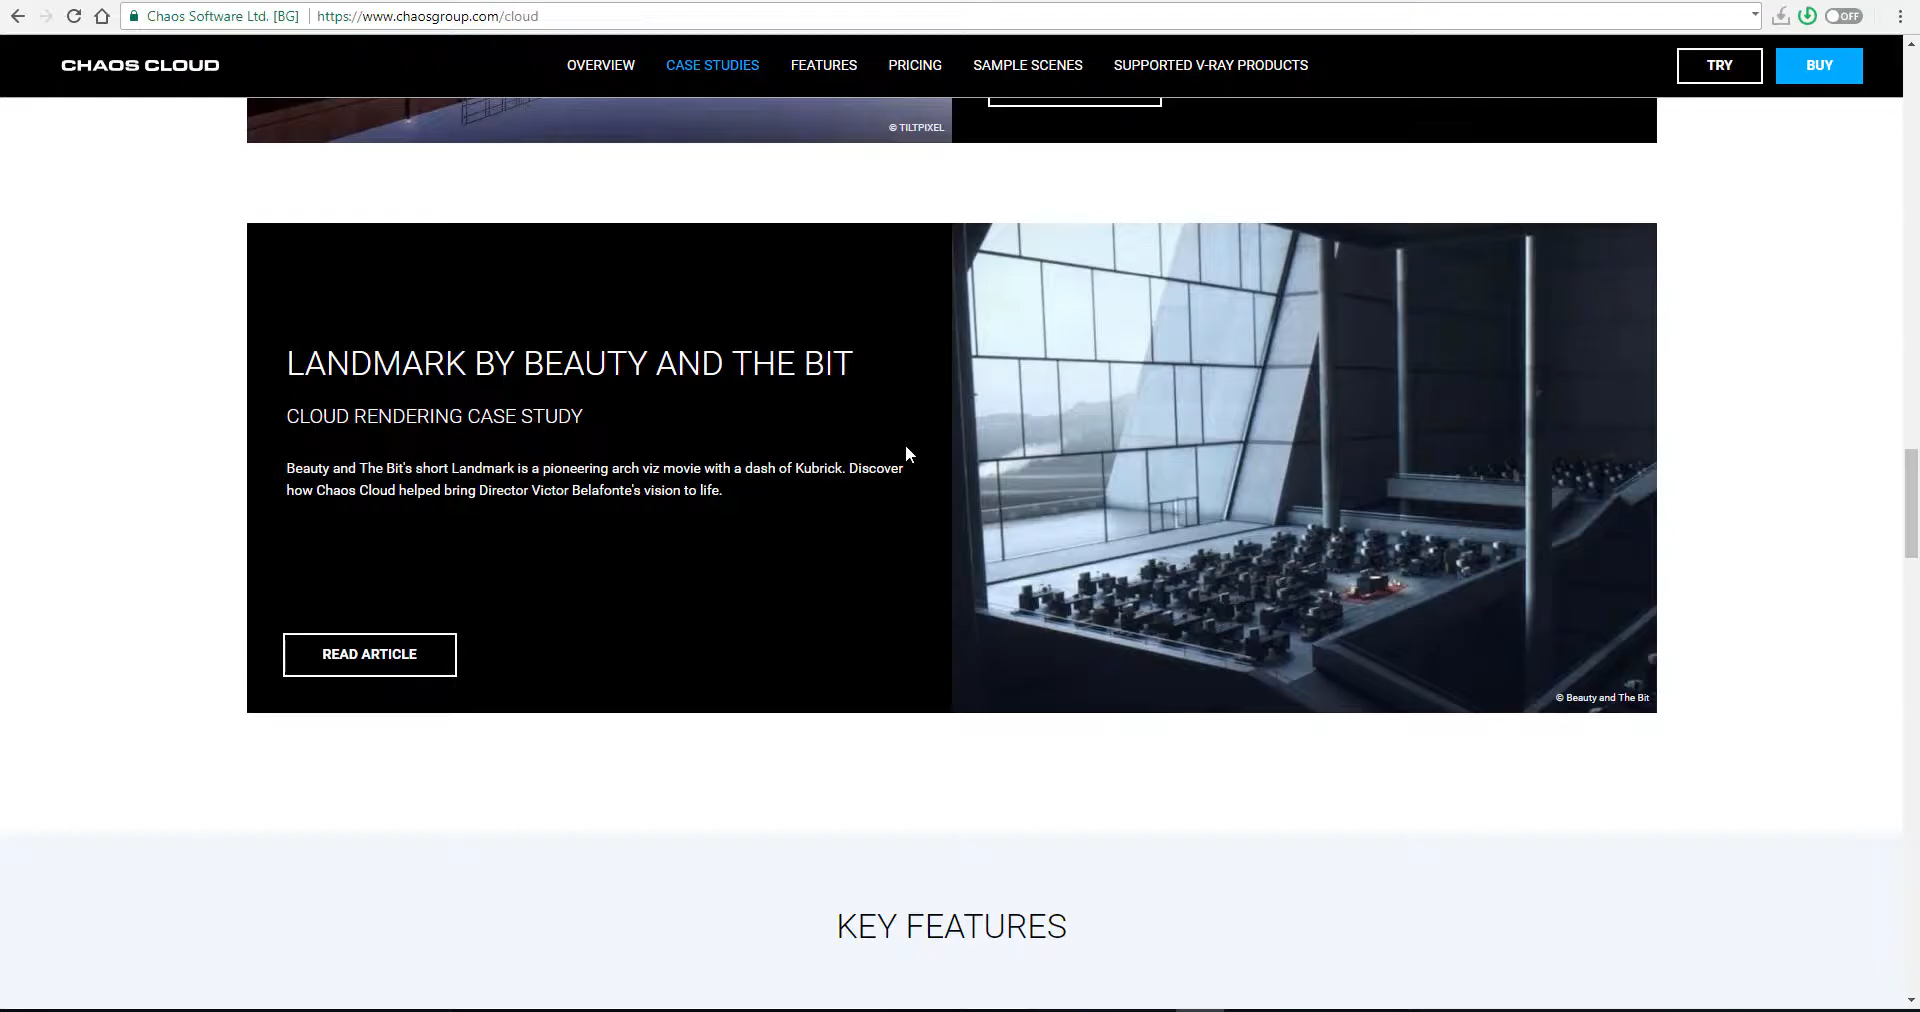 Chaos Software Ltd. [BG] https://www.chaosgroup.com/cloud
OFF
CHAOS CLOUD
OVERVIEW
CASE STUDIES
FEATURES
PRICING
SAMPLE SCENES
SUPPORTED V-RAY PRODUCTS
TRY
BUY
© TILTPIXEL
LANDMARK BY BEAUTY AND THE BIT
CLOUD RENDERING CASE STUDY
Beauty and The Bit's short Landmark is a pioneering arch viz movie with a dash of Kubrick. Discover
how Chaos Cloud helped bring Director Victor Belafonte's vision to life.
READ ARTICLE
© Beauty and The Bit
KEY FEATURES